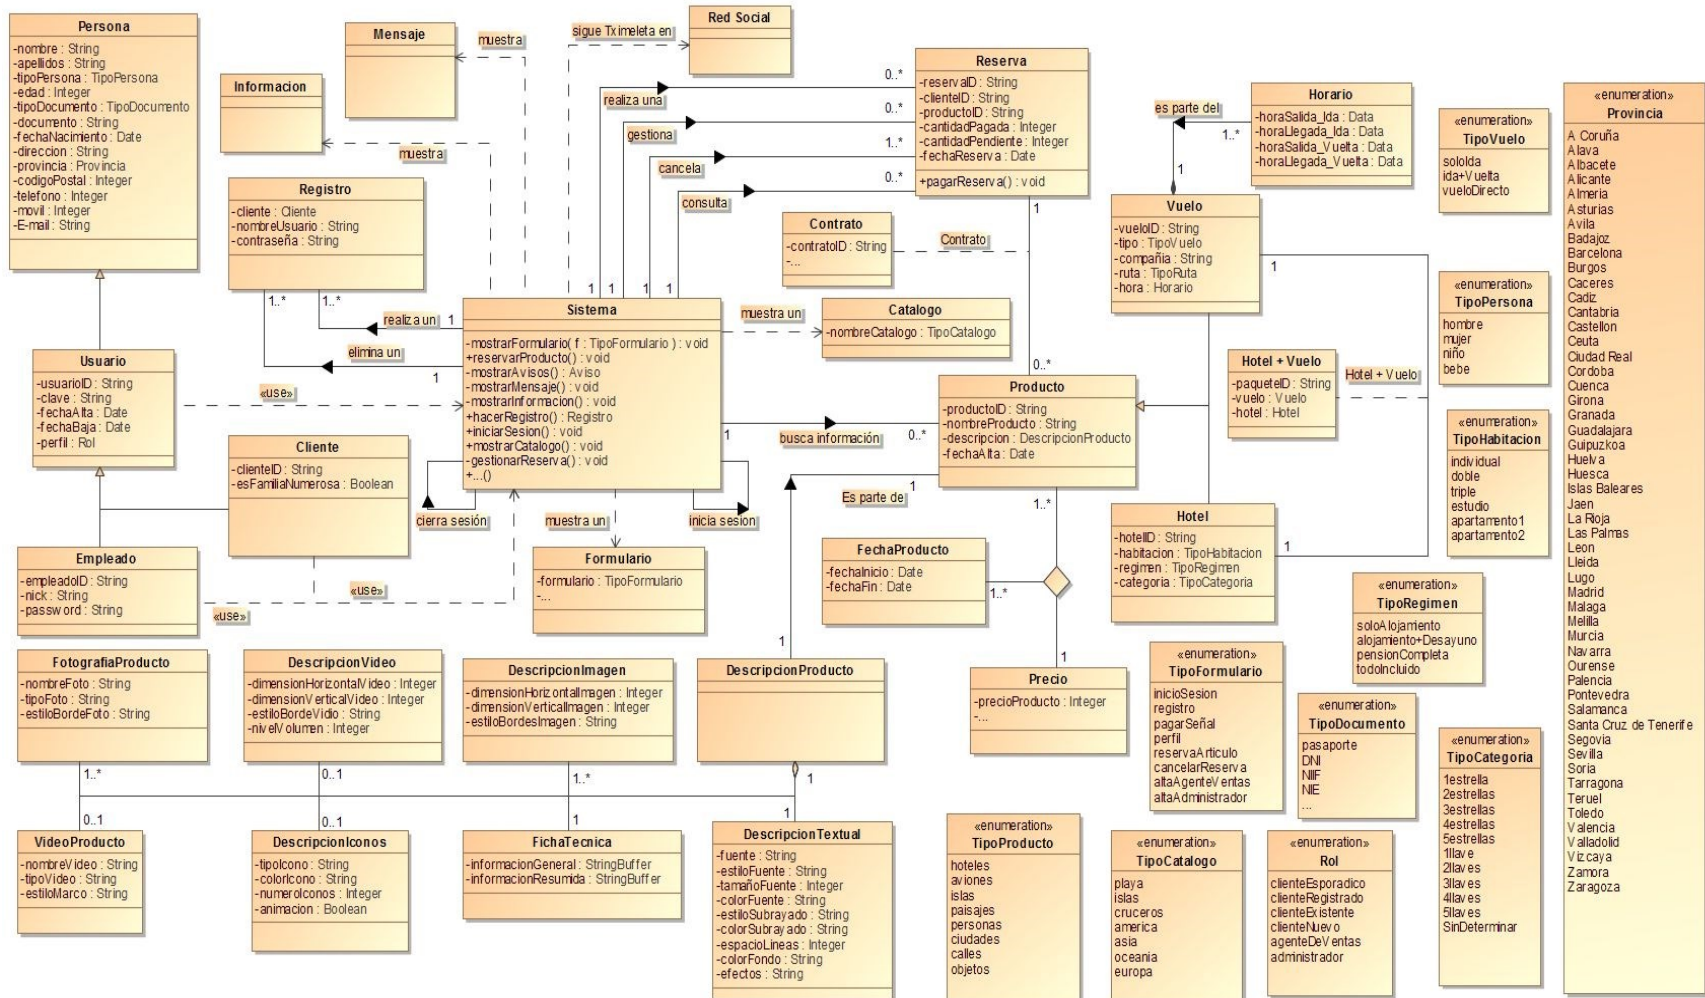 Persona
-nombre : String
-apellidos : String
-tipoPersona : TipoPersona
-edad : Integer
-tipoDocumento : TipoDocumento
-documento : String
-fechaNacimiento : Date
-direccion : String
-provincia : Provincia
-codigoPostal : Integer
-telefono : Integer
-movil : Integer
-E-mail : String
Mensaje
muestra
Informacion
muestra
sigue Tximeleta en
Red Social
Registro
-cliente : Cliente
-nombreUsuario : String
-contraseña : String
1..*
1..*
realiza un
1
elimina un
1
realiza una
0..*
gestiona
0..*
cancela
1..*
consulta
0..*
1
1
1
1
Reserva
-reservaID : String
-clienteID : String
-productoID : String
-cantidadPagada : Integer
-cantidadPendiente : Integer
-fechaReserva : Date
+pagarReserva() : void
1
Contrato
-contratoID : String
-...
Contrato
0..*
Horario
-horaSalida_Ida : Data
-horaLlegada_Ida : Data
-horaSalida_Vuelta : Data
-horaLlegada_Vuelta : Data
es parte del
1..*
1
Vuelo
-vueloID : String
-tipo : TipoVuelo
-compañia : String
-ruta : TipoRuta
-hora : Horario
1
«enumeration»
TipoVuelo
soloIda
ida+Vuelta
vueloDirecto
«enumeration»
TipoPersona
hombre
mujer
niño
bebe
«enumeration»
Provincia
A Coruña
Alava
Albacete
Alicante
Almeria
Asturias
Avila
Badajoz
Barcelona
Burgos
Caceres
Cadiz
Cantabria
Castellon
Ceuta
Ciudad Real
Cordoba
Cuenca
Girona
Granada
Guadalajara
Guipuzkoa
Huelva
Huesca
Islas Baleares
Jaen
La Rioja
Las Palmas
Leon
Lleida
Lugo
Madrid
Malaga
Melilla
Murcia
Navarra
Ourense
Palencia
Pontevedra
Salamanca
Santa Cruz de Tenerife
Segovia
Sevilla
Soria
Tarragona
Teruel
Toledo
Valencia
Valladolid
Vizcaya
Zamora
Zaragoza
Usuario
-usuarioID : String
-clave : String
-fechaAlta : Date
-fechaBaja : Date
-perfil : Rol
«use»
Sistema
-mostrarFormulario( f : TipoFormulario ) : void
+reservarProducto() : void
-mostrarAvisos() : Aviso
-mostrarMensaje() : void
-mostrarInformacion() : void
+hacerRegistro() : Registro
+iniciarSesion() : void
+mostrarCatalogo() : void
-gestionarReserva() : void
+...()
muestra un
Catalogo
-nombreCatalogo : TipoCatalogo
busca información
1
0..*
cierra sesión
muestra un
inicia sesion
Cliente
-clienteID : String
-esFamiliaNumerosa : Boolean
Empleado
-empleadoID : String
-nick : String
-password : String
«use»
«use»
Formulario
-formulario : TipoFormulario
-...
Producto
-productoID : String
-nombreProducto : String
-descripcion : DescripcionProducto
-fechaAlta : Date
Es parte de
1
1..*
1
FechaProducto
-fechaInicio : Date
-fechaFin : Date
1..*
1
Precio
-precioProducto : Integer
-...
Hotel + Vuelo
-paqueteID : String
-vuelo : Vuelo
-hotel : Hotel
Hotel + Vuelo
Hotel
-hotelID : String
-habitacion : TipoHabitacion
-regimen : TipoRegimen
-categoria : TipoCategoria
1
«enumeration»
TipoHabitacion
individual
doble
triple
estudio
apartamento1
apartamento2
«enumeration»
TipoRegimen
soloAlojamiento
alojamiento+Desayuno
pensionCompleta
todoIncluido
FotografiaProducto
-nombreFoto : String
-tipoFoto : String
-estiloBordeFoto : String
1..*
DescripcionVideo
-dimensionHorizontalVideo : Integer
-dimensionVerticalVideo : Integer
-estiloBordeVidio : String
-nivelVolumen : Integer
0..1
DescripcionImagen
-dimensionHorizontalImagen : Integer
-dimensionVerticalImagen : Integer
-estiloBordesImagen : String
1..*
DescripcionProducto
1
0..1
VideoProducto
-nombreVideo : String
-tipoVideo : String
-estiloMarco : String
0..1
DescripcionIconos
-tipoIcono : String
-colorIcono : String
-numeroIconos : Integer
-animacion : Boolean
1
FichaTecnica
-informacionGeneral : StringBuffer
-informacionResumida : StringBuffer
1
DescripcionTextual
-fuente : String
-estiloFuente : String
-tamañoFuente : Integer
-colorFuente : String
-estiloSubrayado : String
-colorSubrayado : String
-espacioLineas : Integer
-colorFondo : String
-efectos : String
«enumeration»
TipoFormulario
inicioSesion
registro
pagarSeñal
perfil
reservaArticulo
cancelarReserva
altaAgenteVentas
altaAdministrador
«enumeration»
TipoDocumento
pasaporte
DNI
NIIF
NIE
...
«enumeration»
TipoCategoria
1estrella
2estrellas
3estrellas
4estrellas
5estrellas
1llave
2llaves
3llaves
4llaves
5llaves
SinDeterminar
«enumeration»
TipoProducto
hoteles
aviones
islas
paisajes
personas
ciudades
calles
objetos
«enumeration»
TipoCatalogo
playa
islas
cruceros
america
asia
oceania
europa
«enumeration»
Rol
clienteEsporadico
clienteRegistrado
clienteExistente
clienteNuevo
agenteDeVentas
administrador